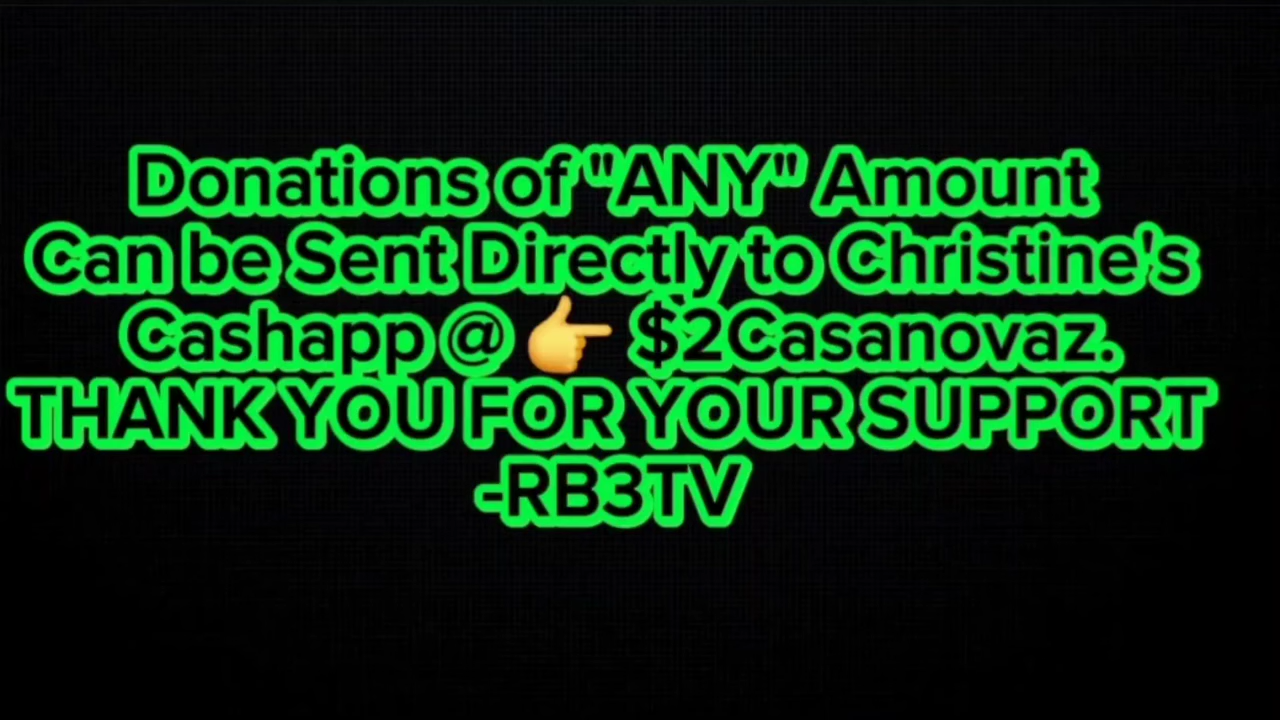 Donations of "ANY" Amount
Can be Sent Directly to Christine's
Cashapp @ 👉 $2Casanovaz.
THANK YOU FOR YOUR SUPPORT
-RB3TV